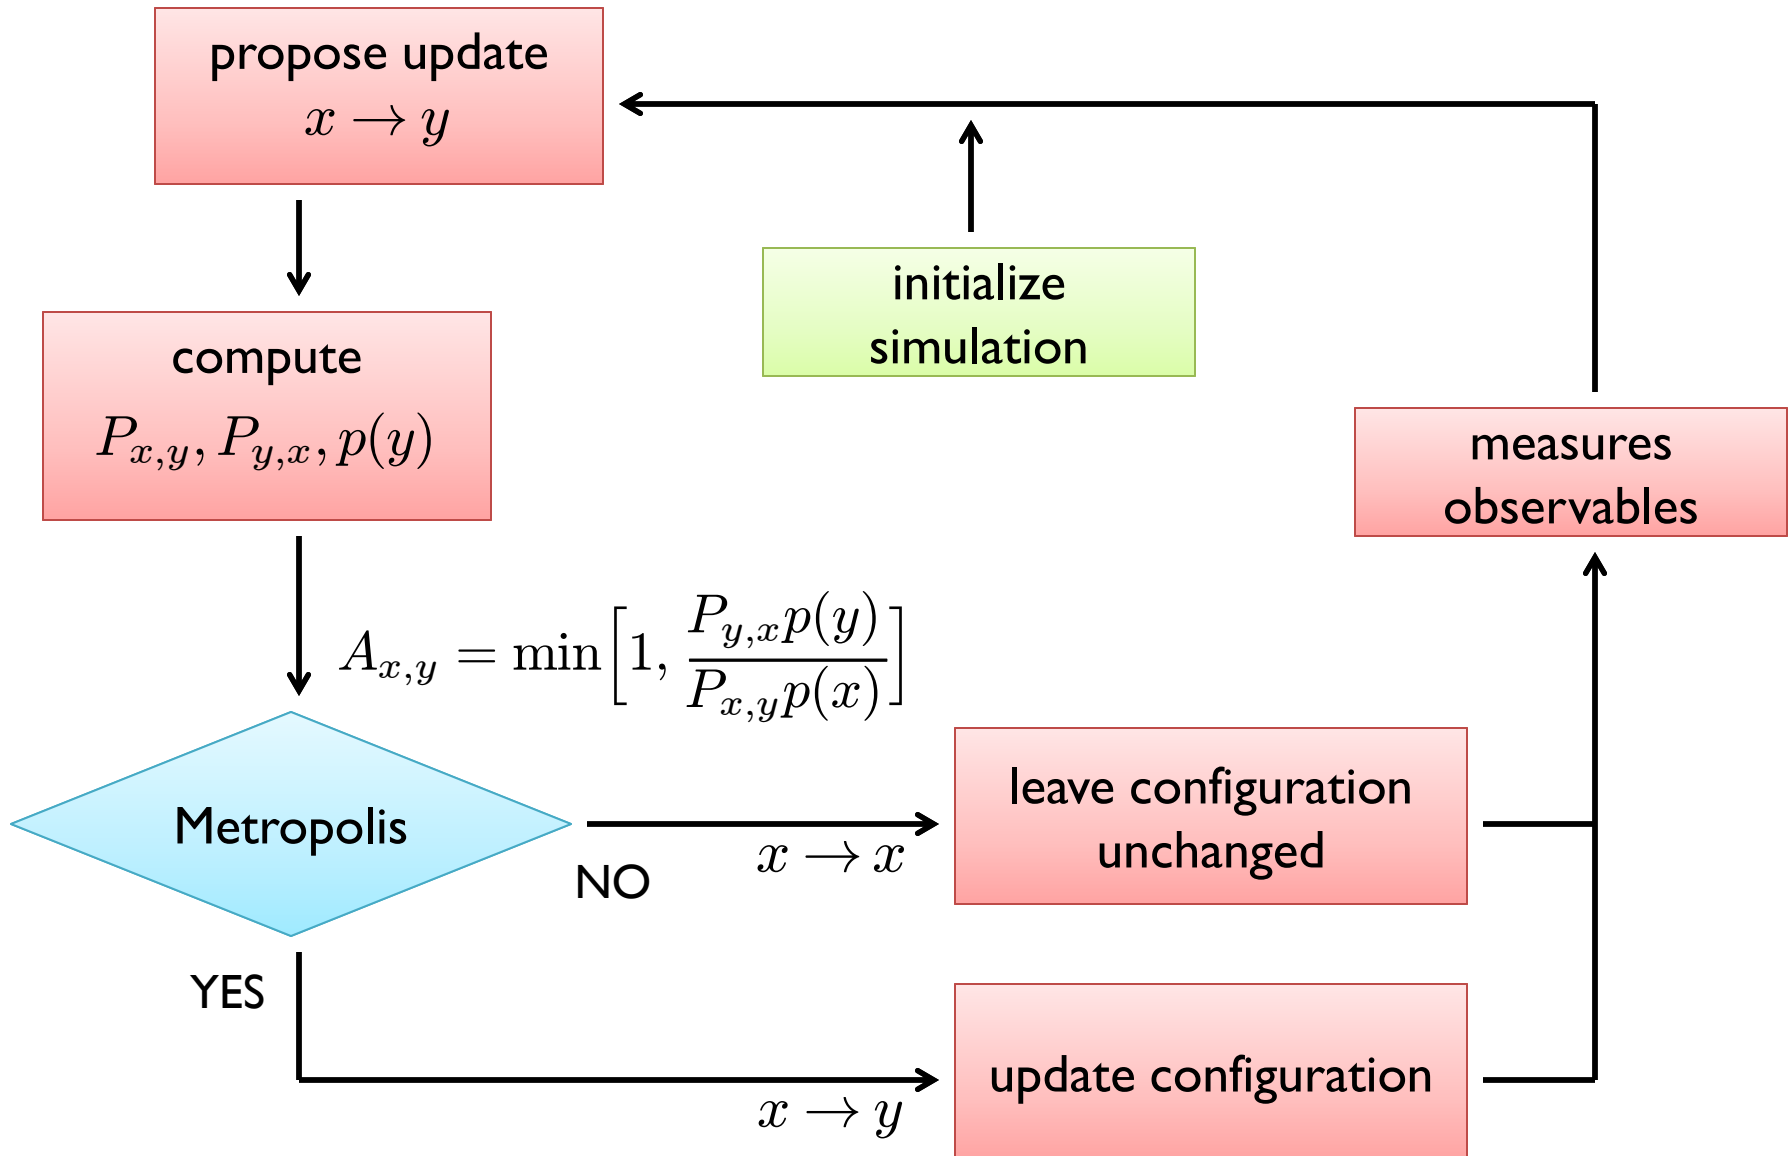 propose update
x → y
initialize
simulation
compute
P_{x,y}, P_{y,x}, p(y)
measures
observables
A_{x,y} = min[1, \frac{P_{y,x}p(y)}{P_{x,y}p(x)}]
Metropolis
NO
x → x
leave configuration
unchanged
YES
x → y
update configuration